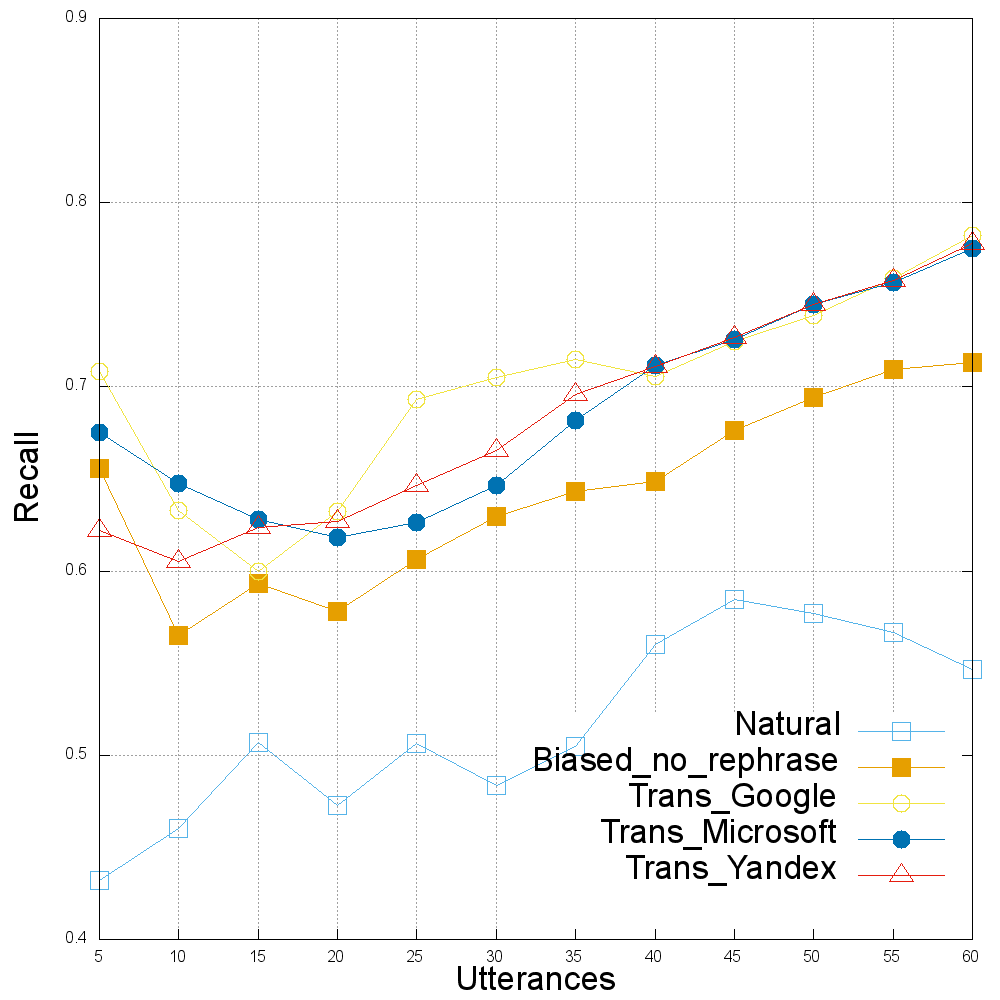 0.9
0.8
0.7
0.6
0.5
0.4
Recall
Natural
Biased_no_rephrase
Trans_Google
Trans_Microsoft
Trans_Yandex
5 10 15 20 25 30 35 40 45 50 55 60
Utterances